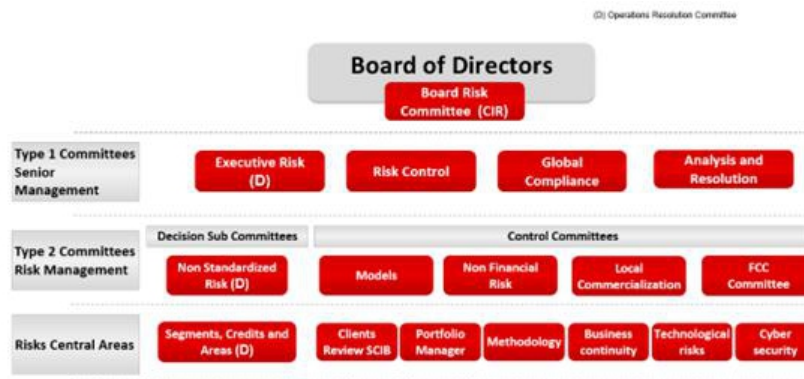 (D) Operations Resolution Committee
Board of Directors
Board Risk
Committee (CIR)
Type 1 Committees
Senior
Management
Executive Risk
(D)
Risk Control
Global
Compliance
Analysis and
Resolution
Type 2 Committees
Risk Management
Decision Sub Committees
Control Committees
Non Standardized
Risk (D)
Models
Non Financial
Risk
Local
Commercialization
FCC
Committee
Risks Central Areas
Segments, Credits and
Areas (D)
Clients
Review SCIB
Portfolio
Manager
Methodology
Business
continuity
Technological
risks
Cyber
security